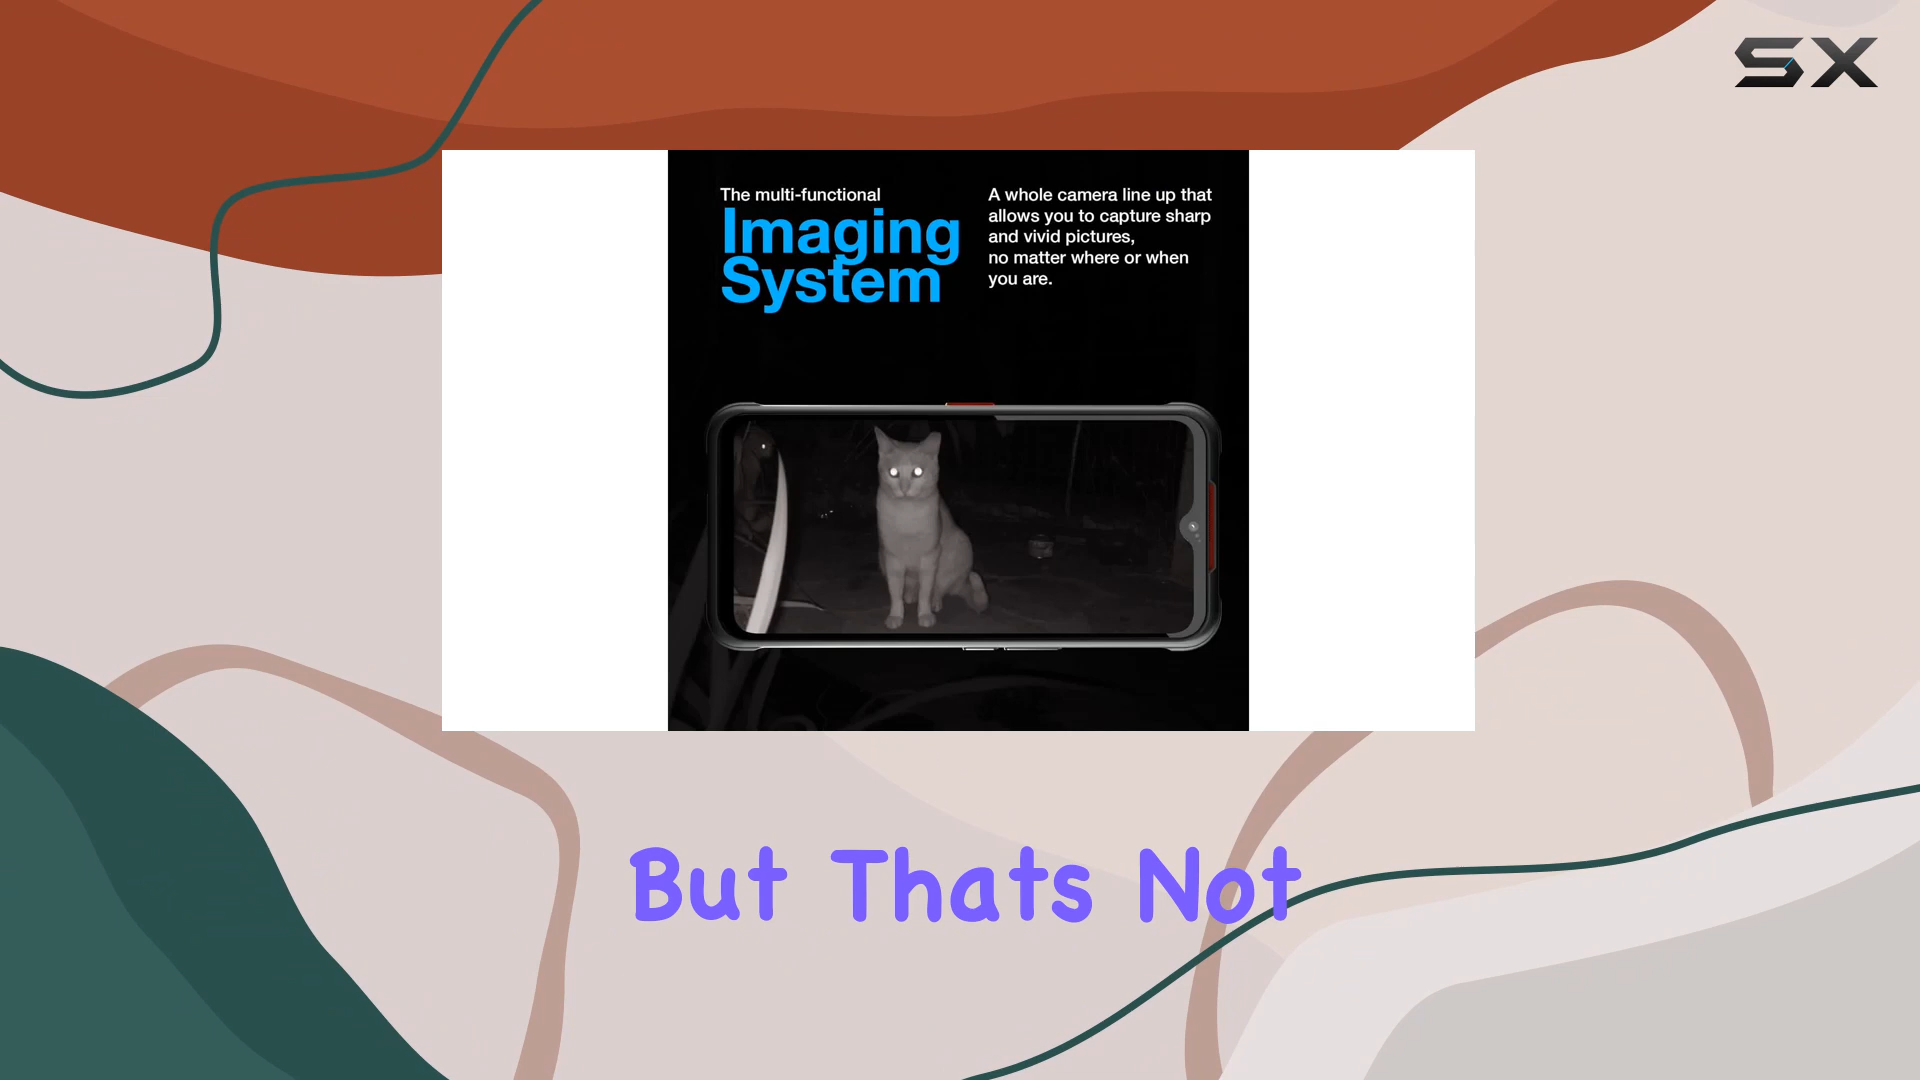 SX
The multi-functional
Imaging
System
A whole camera line up that
allows you to capture sharp
and vivid pictures,
no matter where or when
you are.
But Thats Not